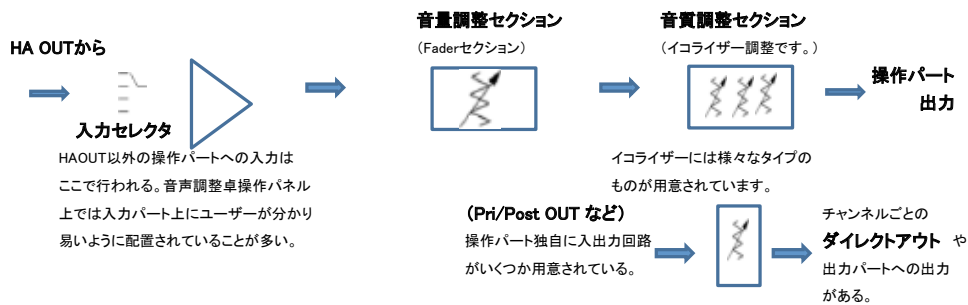 HA OUTから
入力セレクタ
HAOUT以外の操作パートへの入力は
ここで行われる。音声調整卓操作パネル
上では入力パート上にユーザーが分かり
易いように配置されていることが多い。
音量調整セクション
（Faderセクション）
音質調整セクション
（イコライザー調整です。）
イコライザーには様々なタイプの
ものが用意されています。
操作パート
出力
（Pri/Post OUT など）
操作パート独自に入出力回路
がいくつか用意されている。
チャンネルごとの
ダイレクトアウト や
出力パートへの出力
がある。